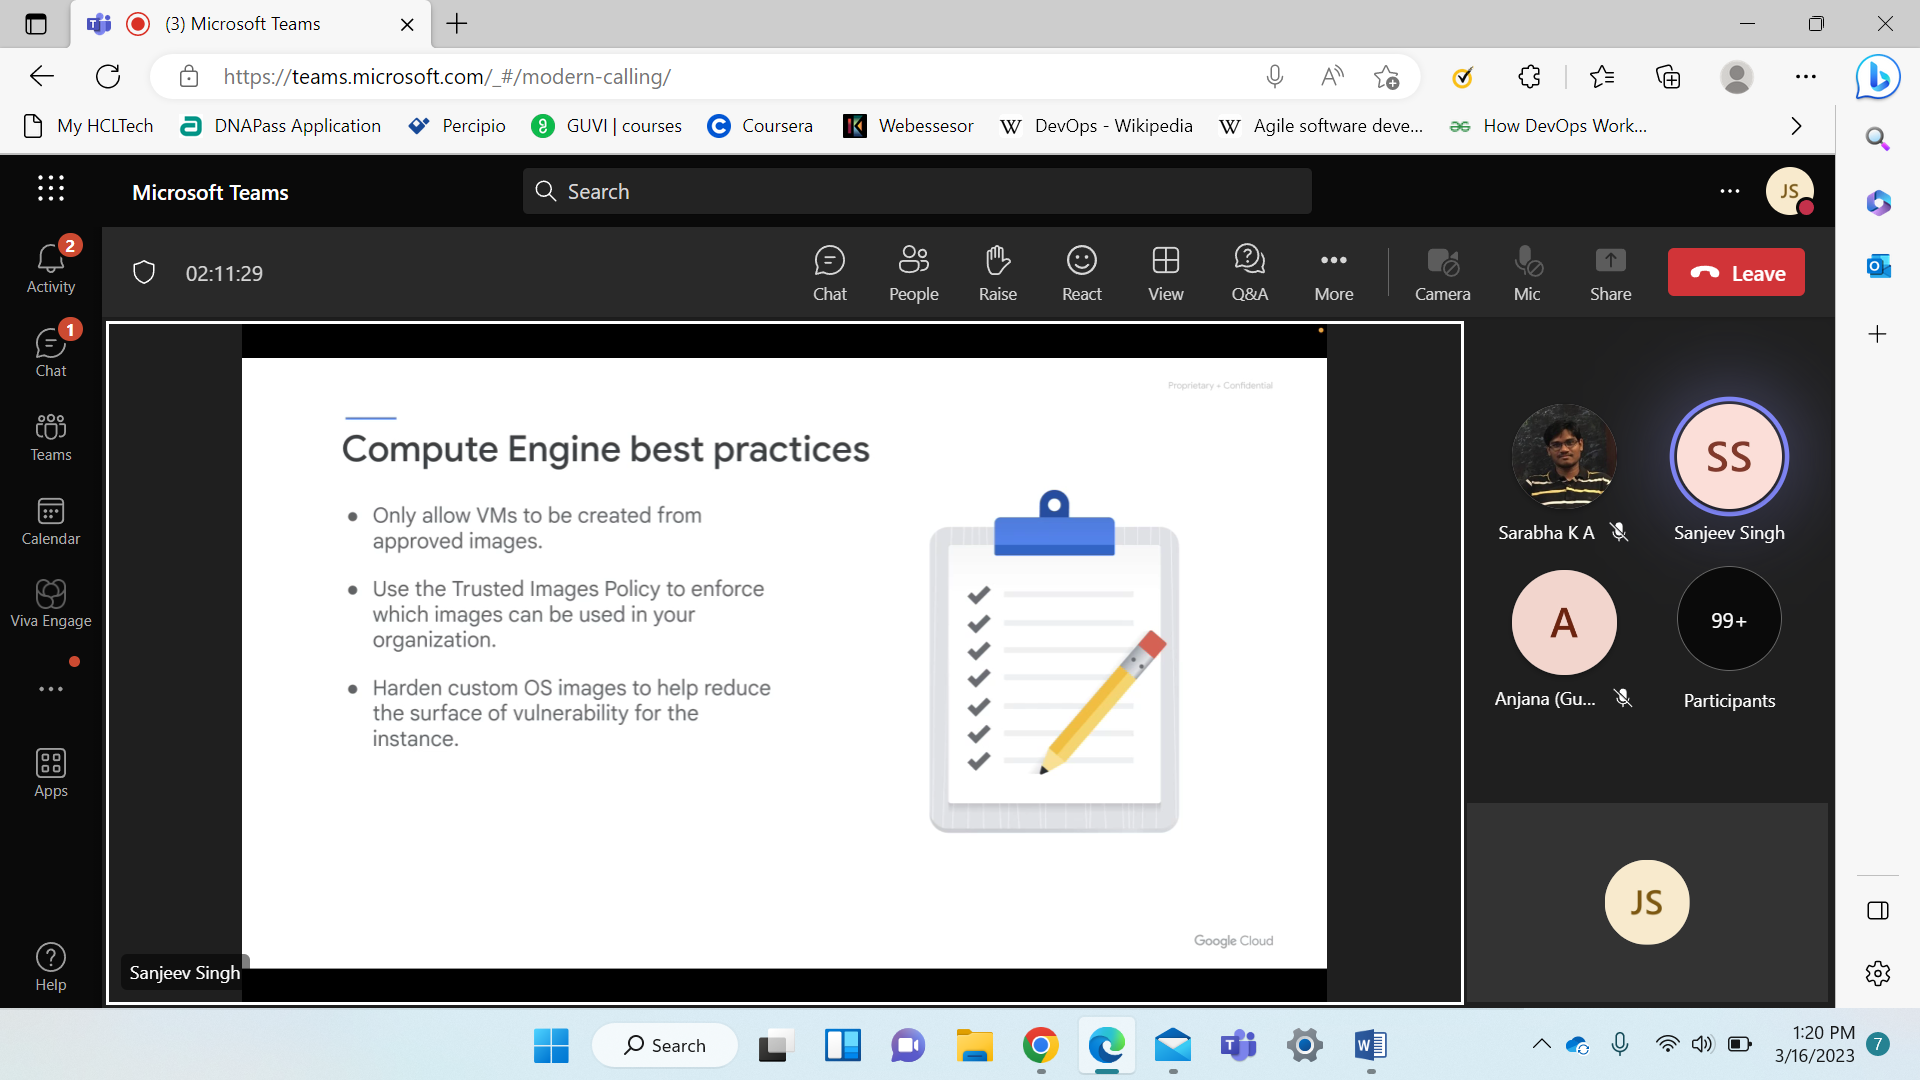 (3) Microsoft Teams
https://teams.microsoft.com/_#/modern-calling/
My HCLTech
DNAPass Application
Percipio
GUVI | courses
Coursera
Webessesor
DevOps - Wikipedia
Agile software deve...
How DevOps Work...
Microsoft Teams
Search
JS
2
Activity
1
Chat
Teams
Calendar
Viva Engage
Apps
Help
02:11:29
Chat
People
Raise
React
View
Q&A
More
Camera
Mic
Share
Leave
Proprietary + Confidential
Compute Engine best practices
• Only allow VMs to be created from
approved images.
• Use the Trusted Images Policy to enforce
which images can be used in your
organization.
• Harden custom OS images to help reduce
the surface of vulnerability for the
instance.
Google Cloud
Sanjeev Singh
Sarabha K A
SS
Sanjeev Singh
A
Anjana (Gu...
99+
Participants
JS
Search
1:20 PM
3/16/2023
7